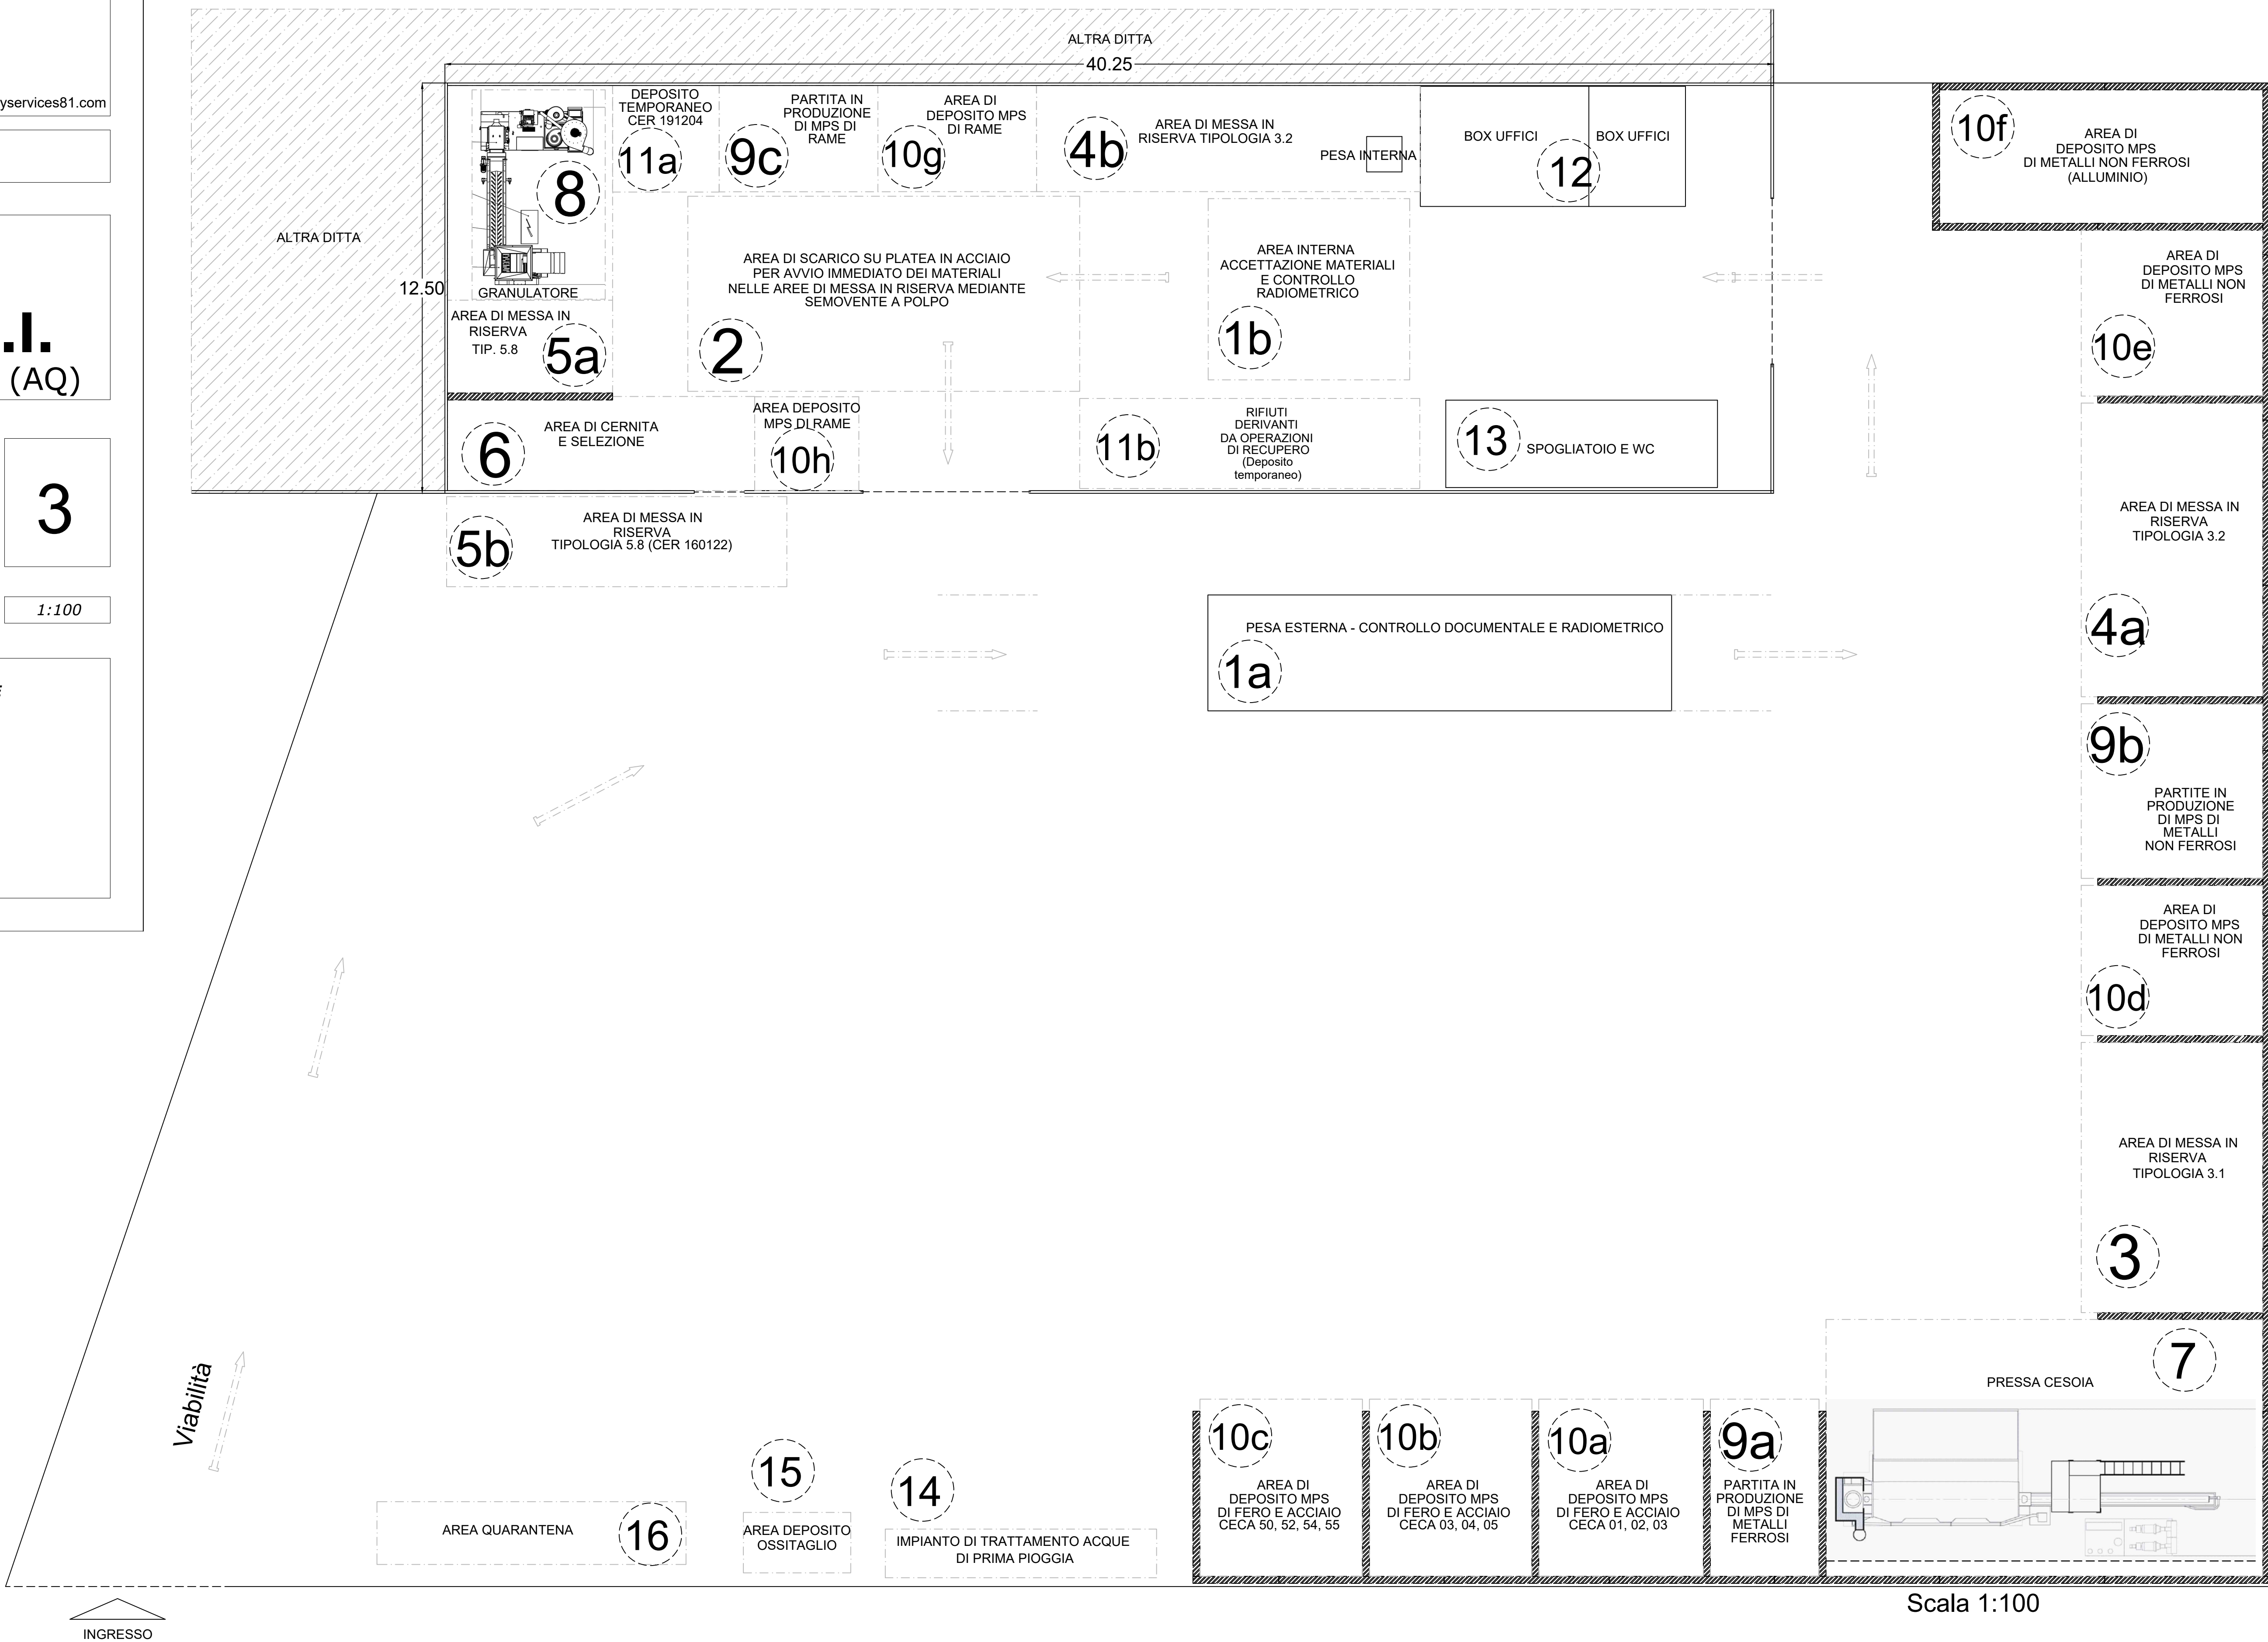 yservices81.com
.I.
(AQ)
3
1:100
ALTRA DITTA
40.25
ALTRA DITTA
12.50
8
GRANULATORE
DEPOSITO
TEMPORANEO
CER 191204
11a
PARTITA IN
PRODUZIONE
DI MPS DI
RAME
9c
AREA DI
DEPOSITO MPS
DI RAME
10g
4b
AREA DI MESSA IN
RISERVA TIPOLOGIA 3.2
PESA INTERNA
BOX UFFICI
BOX UFFICI
12
AREA DI MESSA IN
RISERVA
TIP. 5.8
5a
AREA DI SCARICO SU PLATEA IN ACCIAIO
PER AVVIO IMMEDIATO DEI MATERIALI
NELLE AREE DI MESSA IN RISERVA MEDIANTE
SEMOVENTE A POLPO
2
AREA INTERNA
ACCETTAZIONE MATERIALI
E CONTROLLO
RADIOMETRICO
1b
6
AREA DI CERNITA
E SELEZIONE
AREA DEPOSITO
MPS DI RAME
10h
11b
RIFIUTI
DERIVANTI
DA OPERAZIONI
DI RECUPERO
(Deposito
temporaneo)
13
SPOGLIATOIO E WC
5b
AREA DI MESSA IN
RISERVA
TIPOLOGIA 5.8 (CER 160122)
PESA ESTERNA - CONTROLLO DOCUMENTALE E RADIOMETRICO
1a
10f
AREA DI
DEPOSITO MPS
DI METALLI NON FERROSI
(ALLUMINIO)
AREA DI
DEPOSITO MPS
DI METALLI NON
FERROSI
10e
AREA DI MESSA IN
RISERVA
TIPOLOGIA 3.2
4a
9b
PARTITE IN
PRODUZIONE
DI MPS DI
METALLI
NON FERROSI
AREA DI
DEPOSITO MPS
DI METALLI NON
FERROSI
10d
AREA DI MESSA IN
RISERVA
TIPOLOGIA 3.1
3
7
PRESSA CESOIA
Viabilità
AREA QUARANTENA
16
15
AREA DEPOSITO
OSSITAGLIO
14
IMPIANTO DI TRATTAMENTO ACQUE
DI PRIMA PIOGGIA
10c
AREA DI
DEPOSITO MPS
DI FERO E ACCIAIO
CECA 50, 52, 54, 55
10b
AREA DI
DEPOSITO MPS
DI FERO E ACCIAIO
CECA 03, 04, 05
10a
AREA DI
DEPOSITO MPS
DI FERO E ACCIAIO
CECA 01, 02, 03
9a
PARTITA IN
PRODUZIONE
DI MPS DI
METALLI
FERROSI
Scala 1:100
INGRESSO